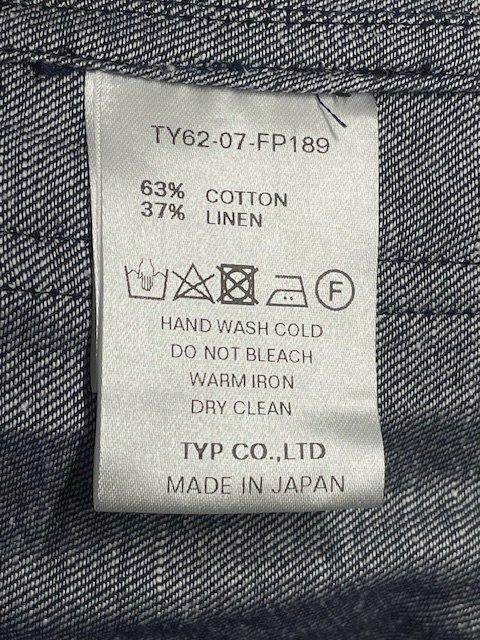 TY62-07-FP189
63% COTTON
37% LINEN
F
HAND WASH COLD
DO NOT BLEACH
WARM IRON
DRY CLEAN
TYP CO.,LTD
MADE IN JAPAN